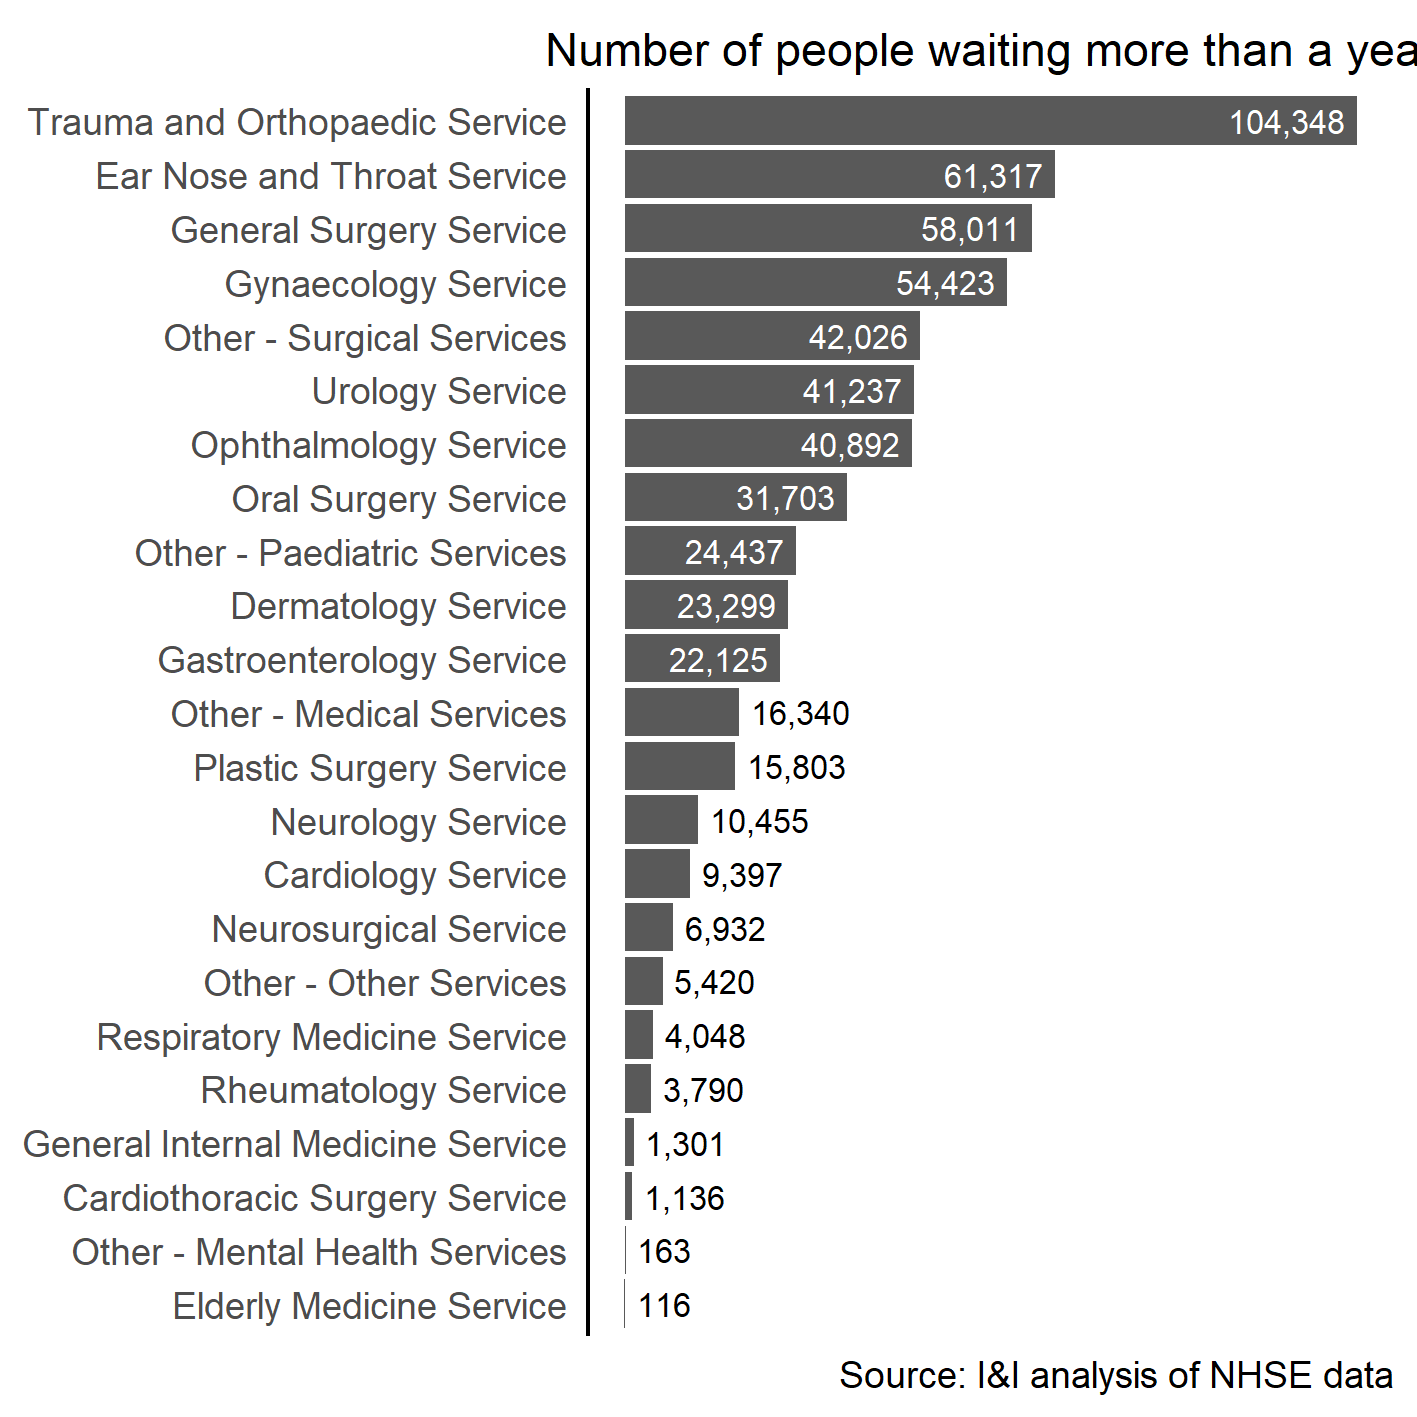 Number of people waiting more than a yea
Trauma and Orthopaedic Service 104,348
Ear Nose and Throat Service 61,317
General Surgery Service 58,011
Gynaecology Service 54,423
Other - Surgical Services 42,026
Urology Service 41,237
Ophthalmology Service 40,892
Oral Surgery Service 31,703
Other - Paediatric Services 24,437
Dermatology Service 23,299
Gastroenterology Service 22,125
Other - Medical Services 16,340
Plastic Surgery Service 15,803
Neurology Service 10,455
Cardiology Service 9,397
Neurosurgical Service 6,932
Other - Other Services 5,420
Respiratory Medicine Service 4,048
Rheumatology Service 3,790
General Internal Medicine Service 1,301
Cardiothoracic Surgery Service 1,136
Other - Mental Health Services 163
Elderly Medicine Service 116
Source: I&I analysis of NHSE data